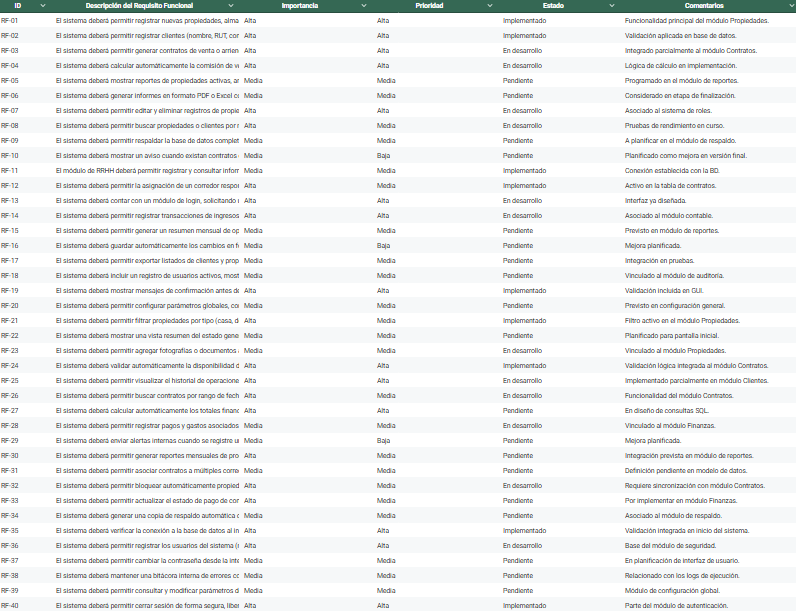 ID Descripción del Requisito Funcional Importancia Prioridad Estado Comentarios
RF-01 El sistema deberá permitir registrar nuevas propiedades, alma Alta Alta Implementado Funcionalidad principal del módulo Propiedades.
RF-02 El sistema deberá permitir registrar clientes (nombre, RUT, cor Alta Alta Implementado Validación aplicada en base de datos.
RF-03 El sistema deberá permitir generar contratos de venta o arrien Alta Alta En desarrollo Integrado parcialmente al módulo Contratos.
RF-04 El sistema deberá calcular automáticamente la comisión de v Alta Alta En desarrollo Lógica de cálculo en implementación.
RF-05 El sistema deberá mostrar reportes de propiedades activas, ar Media Media Pendiente Programado en el módulo de reportes.
RF-06 El sistema deberá generar informes en formato PDF o Excel c Media Media Pendiente Considerado en etapa de finalización.
RF-07 El sistema deberá permitir editar y eliminar registros de propie Alta Alta En desarrollo Asociado al sistema de roles.
RF-08 El sistema deberá permitir buscar propiedades o clientes por r Alta Media En desarrollo Pruebas de rendimiento en curso.
RF-09 El sistema deberá permitir respaldar la base de datos complet Media Media Pendiente A planificar en el módulo de respaldo.
RF-10 El sistema deberá mostrar un aviso cuando existan contratos Media Baja Pendiente Planificado como mejora en versión final.
RF-11 El módulo de RRHH deberá permitir registrar y consultar infor Media Media Implementado Conexión establecida con la BD.
RF-12 El sistema deberá permitir la asignación de un corredor respo Alta Media Implementado Activo en la tabla de contratos.
RF-13 El sistema deberá contar con un módulo de login, solicitando Alta Alta En desarrollo Interfaz ya diseñada.
RF-14 El sistema deberá permitir registrar transacciones de ingresos Alta Alta En desarrollo Asociado al módulo contable.
RF-15 El sistema deberá permitir generar un resumen mensual de op Media Media Pendiente Previsto en módulo de reportes.
RF-16 El sistema deberá guardar automáticamente los cambios en f Media Baja Pendiente Mejora planificada.
RF-17 El sistema deberá permitir exportar listados de clientes y prop Media Media Pendiente Integración en pruebas.
RF-18 El sistema deberá incluir un registro de usuarios activos, most Media Media Pendiente Vinculado al módulo de auditoría.
RF-19 El sistema deberá mostrar mensajes de confirmación antes de Alta Alta Implementado Validación incluida en GUI.
RF-20 El sistema deberá permitir configurar parámetros globales, co Media Media Pendiente Previsto en configuración general.
RF-21 El sistema deberá permitir filtrar propiedades por tipo (casa, d Alta Media Implementado Filtro activo en el módulo Propiedades.
RF-22 El sistema deberá mostrar una vista resumen del estado gene Media Media Pendiente Planificado para pantalla inicial.
RF-23 El sistema deberá permitir agregar fotografías o documentos Media Media En desarrollo Vinculado al módulo Propiedades.
RF-24 El sistema deberá validar automáticamente la disponibilidad d Alta Alta Implementado Validación lógica integrada al módulo Contratos.
RF-25 El sistema deberá permitir visualizar el historial de operacione Alta Alta En desarrollo Implementado parcialmente en módulo Clientes.
RF-26 El sistema deberá permitir buscar contratos por rango de fech Media Media En desarrollo Funcionalidad del módulo Contratos.
RF-27 El sistema deberá calcular automáticamente los totales financ Alta Alta Pendiente En diseño de consultas SQL.
RF-28 El sistema deberá permitir registrar pagos y gastos asociados Media Media En desarrollo Vinculado al módulo Finanzas.
RF-29 El sistema deberá enviar alertas internas cuando se registre u Media Baja Pendiente Mejora planificada.
RF-30 El sistema deberá permitir generar reportes mensuales de pro Alta Media Pendiente Integración prevista en módulo de reportes.
RF-31 El sistema deberá permitir asociar contratos a múltiples corre Media Media Pendiente Definición pendiente en modelo de datos.
RF-32 El sistema deberá permitir bloquear automáticamente propied Alta Media En desarrollo Requiere sincronización con módulo Contratos.
RF-33 El sistema deberá permitir actualizar el estado de pago de cor Alta Media Pendiente Por implementar en módulo Finanzas.
RF-34 El sistema deberá generar una copia de respaldo automática Media Media Pendiente Asociado al módulo de respaldo.
RF-35 El sistema deberá verificar la conexión a la base de datos al in Alta Alta Implementado Validación integrada en inicio del sistema.
RF-36 El sistema deberá permitir registrar los usuarios del sistema Alta Alta En desarrollo Base del módulo de seguridad.
RF-37 El sistema deberá permitir cambiar la contraseña desde la inte Media Media Pendiente En planificación de interfaz de usuario.
RF-38 El sistema deberá mantener una bitácora interna de errores Media Media Pendiente Relacionado con los logs de ejecución.
RF-39 El sistema deberá permitir consultar y modificar parámetros d Media Media Pendiente Módulo de configuración global.
RF-40 El sistema deberá permitir cerrar sesión de forma segura, libe Alta Alta Implementado Parte del módulo de autenticación.